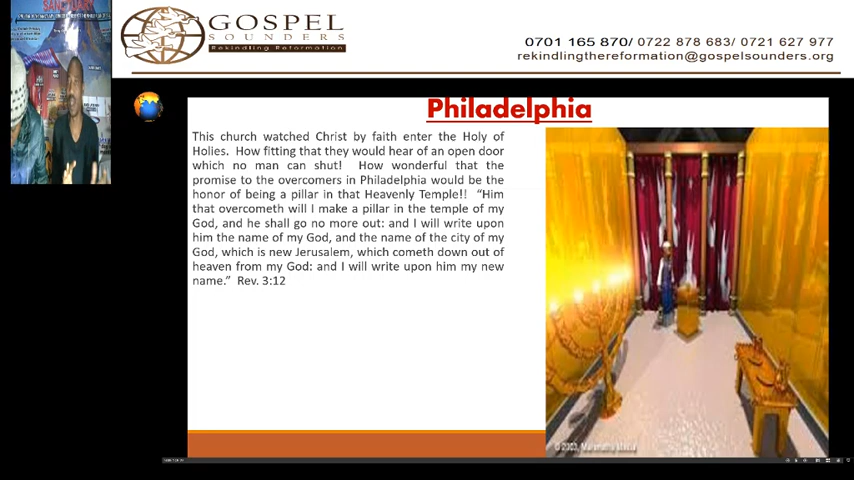 SANCTUARY
GOSPEL
SOUNDERS
Rekindling Reformation
0701 165 870/ 0722 878 683/ 0721 627 977
rekindlingthereformation@gospelsounders.org
Philadelphia
This church watched Christ by faith enter the Holy of
Holies. How fitting that they would hear of an open door
which no man can shut! How wonderful that the
promise to the overcomers in Philadelphia would be the
honor of being a pillar in that Heavenly Temple!! “Him
that overcometh will I make a pillar in the temple of my
God, and he shall go no more out: and I will write upon
him the name of my God, and the name of the city of my
God, which is new Jerusalem, which cometh down out of
heaven from my God: and I will write upon him my new
name.” Rev. 3:12
© 2003, Maranatha Media